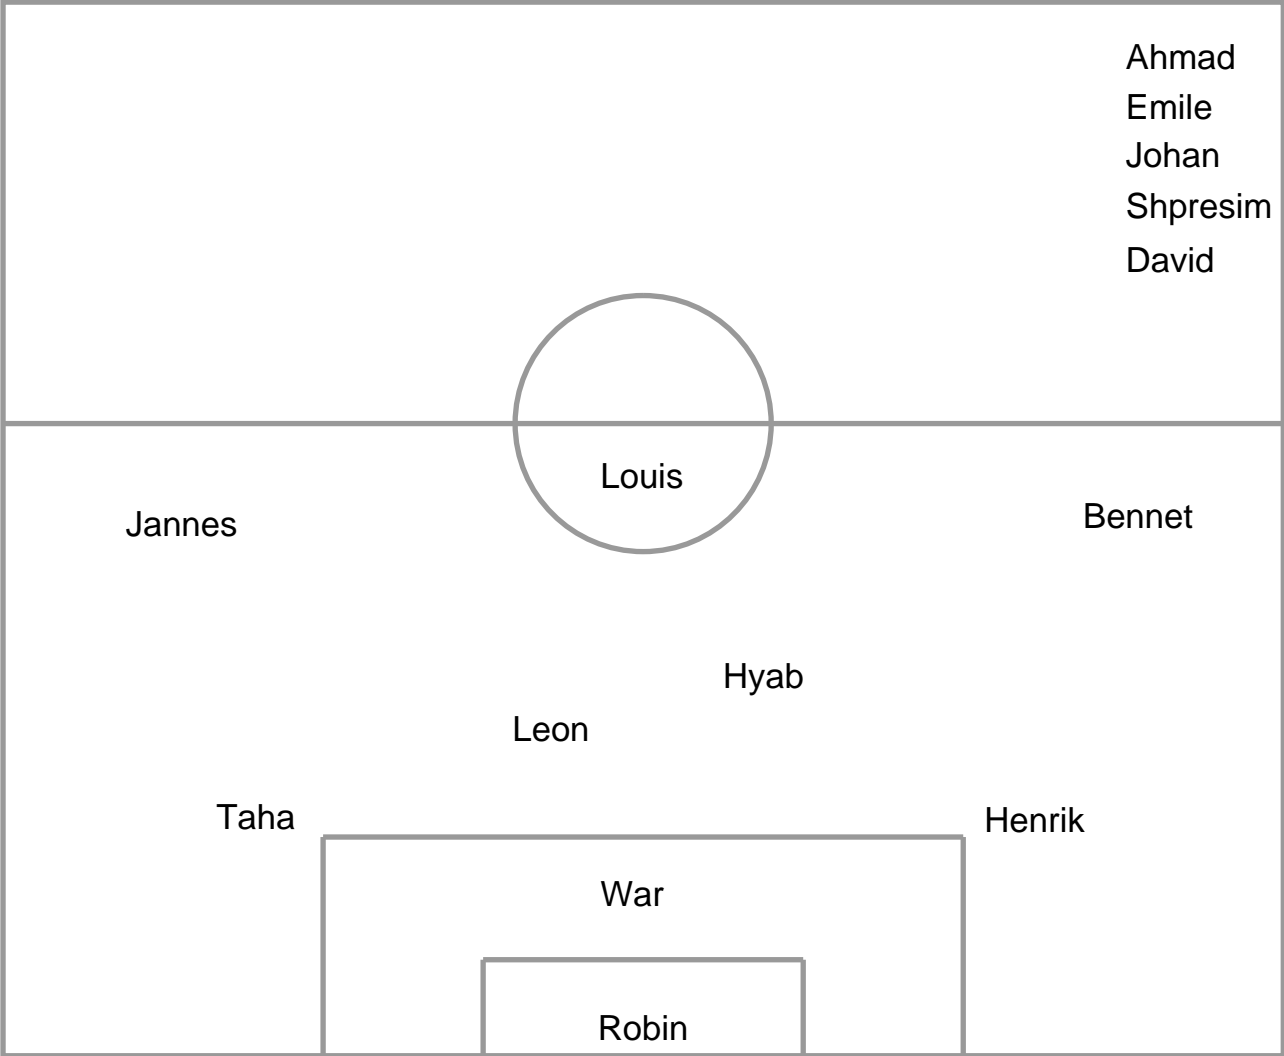 Ahmad
Emile
Johan
Shpresim
David
Louis
Jannes
Bennet
Hyab
Leon
Taha
Henrik
War
Robin